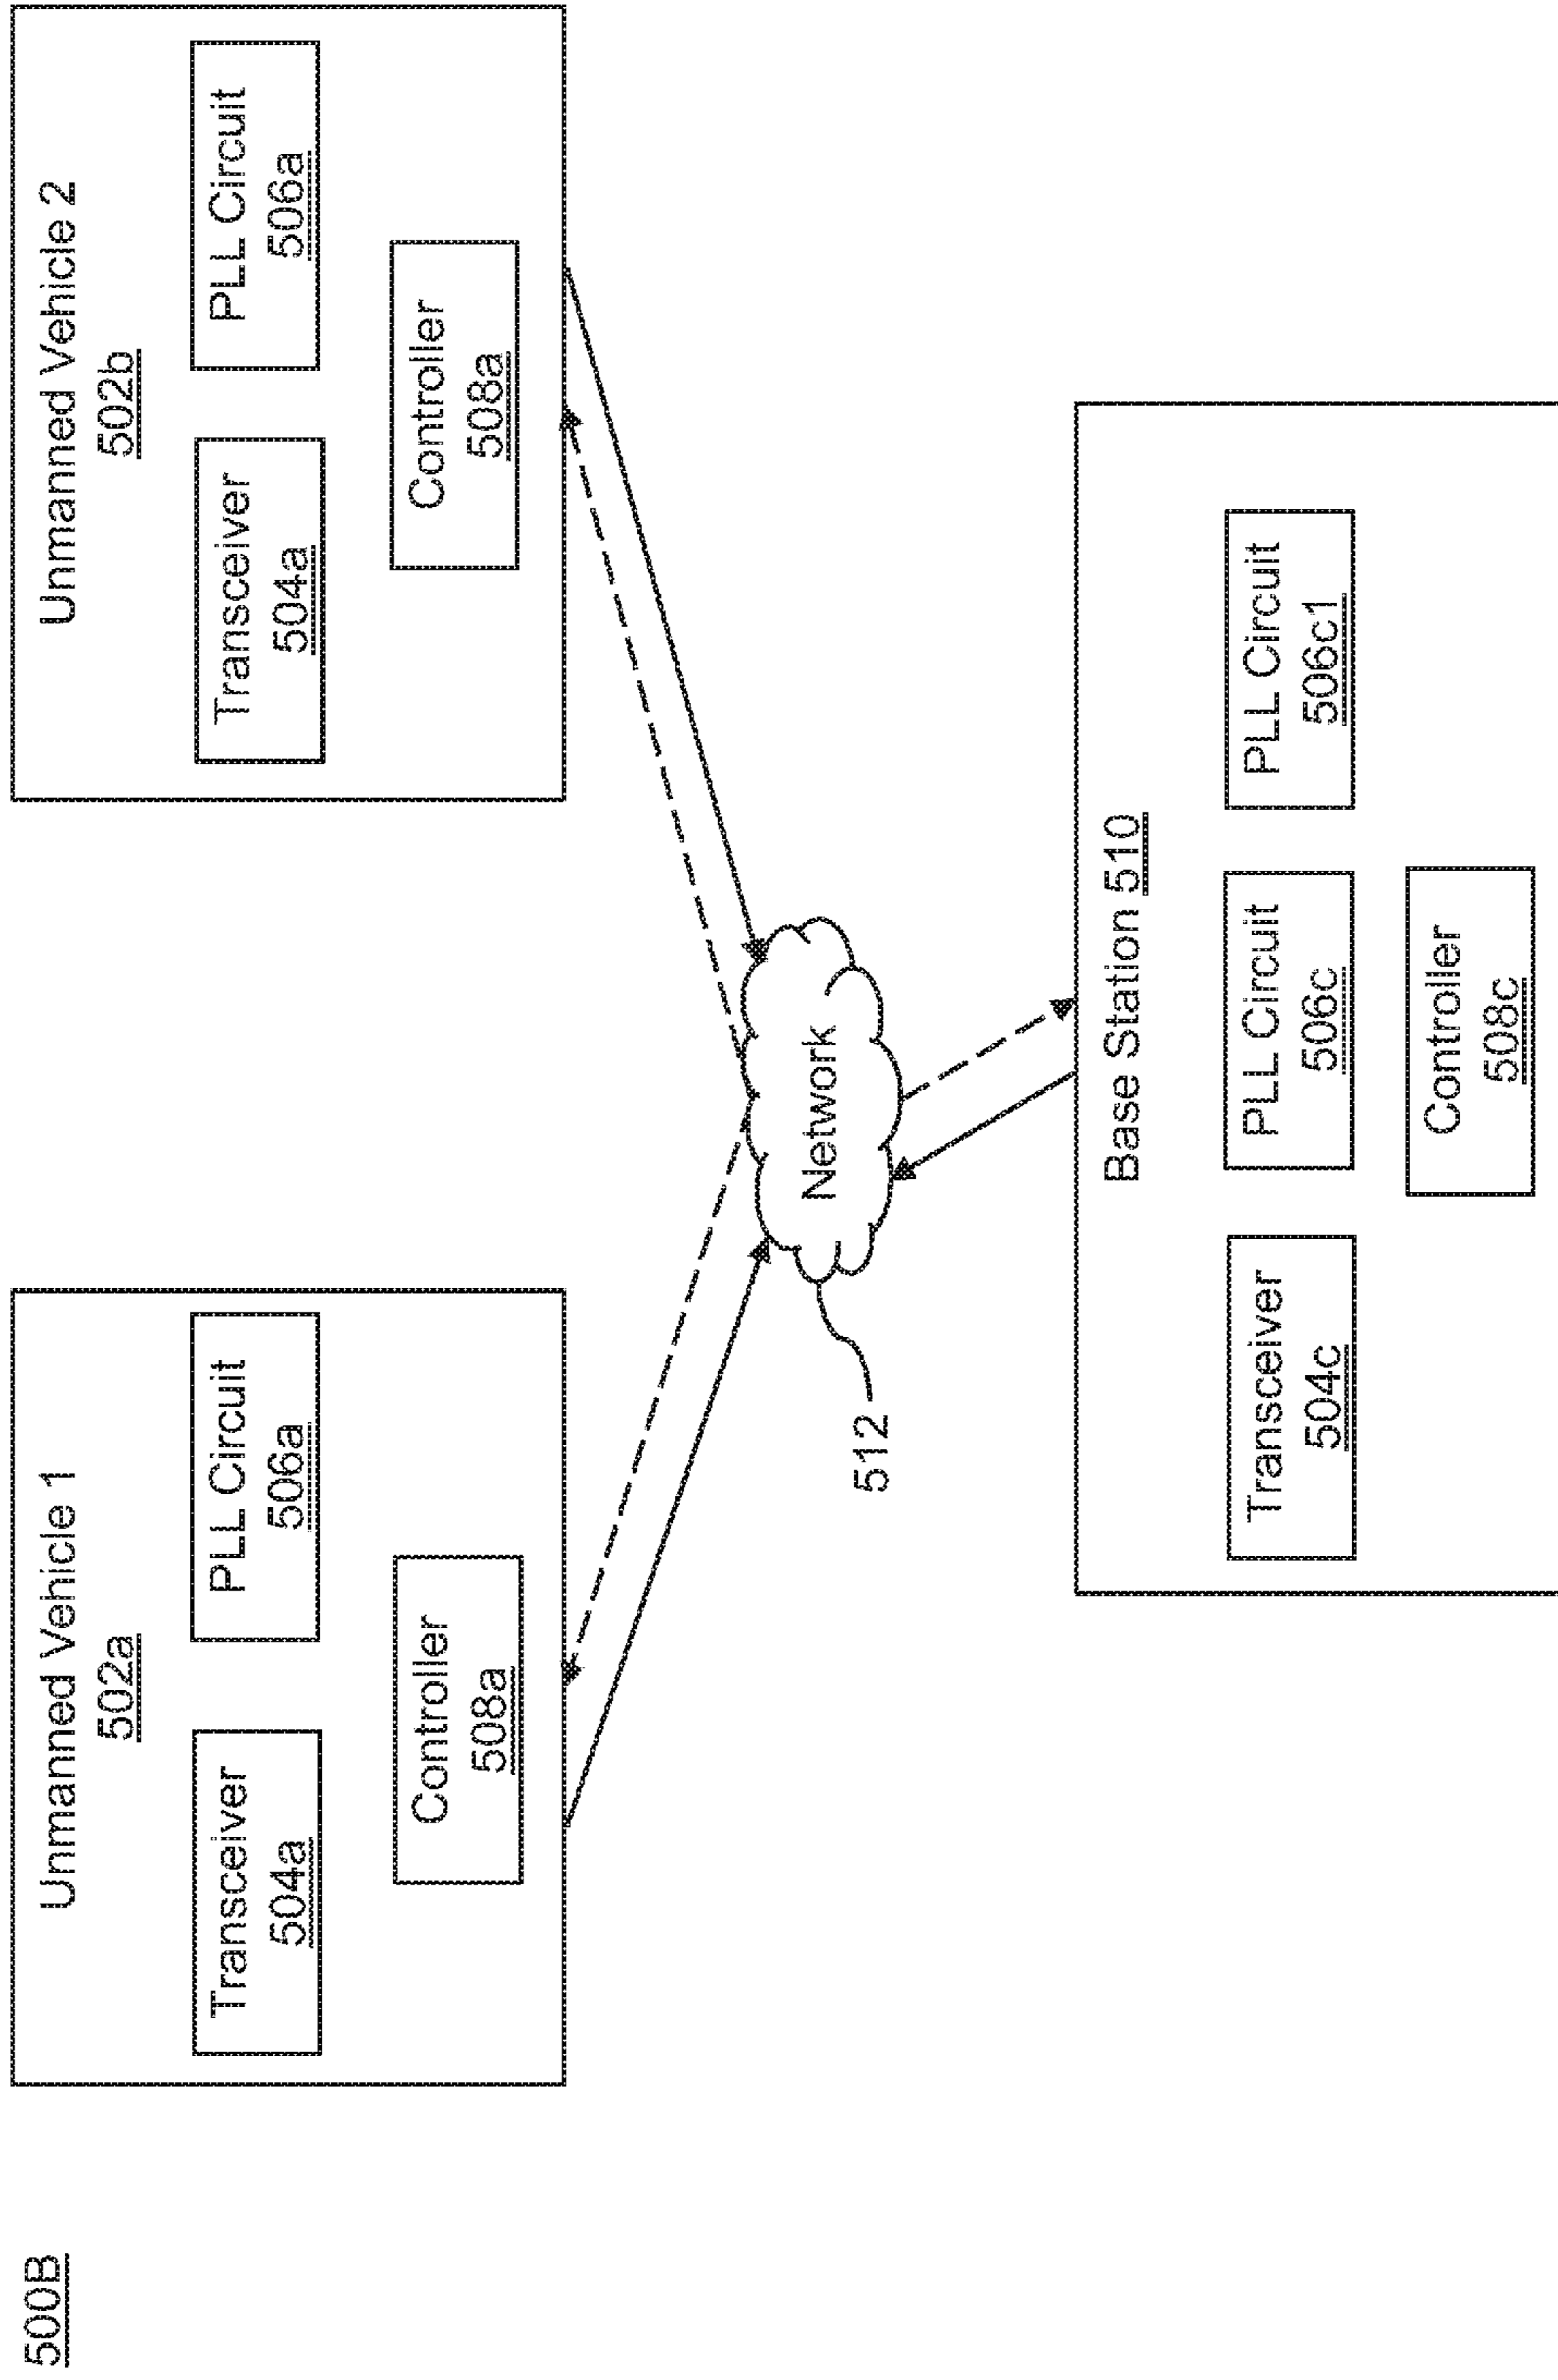 500B
Unmanned Vehicle 1
502a
Transceiver
504a
PLL Circuit
506a
Controller
508a
Unmanned Vehicle 2
502b
Transceiver
504a
PLL Circuit
506a
Controller
508a
Network
512
Base Station 510
Transceiver
504c
PLL Circuit
506c
PLL Circuit
506c1
Controller
508c